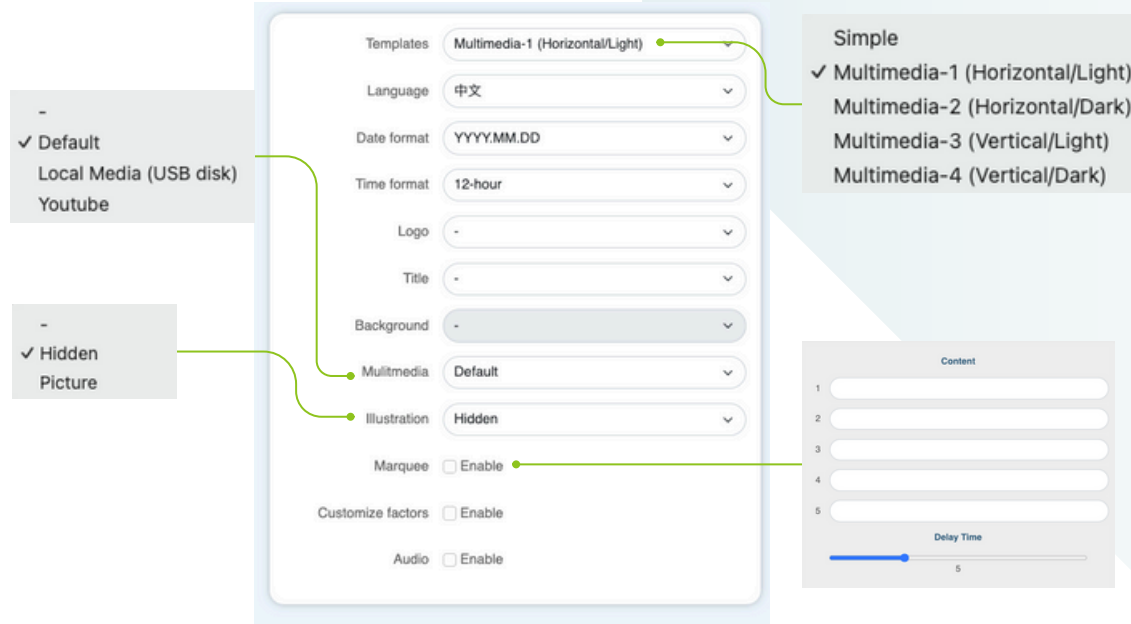 Templates Multimedia-1 (Horizontal/Light)
Language 中文
Date format YYYY.MM.DD
Time format 12-hour
Logo -
Title -
Background -
Mulitmedia Default
Illustration Hidden
Marquee Enable
Customize factors Enable
Audio Enable
-
✓ Default
Local Media (USB disk)
Youtube
-
✓ Hidden
Picture
Simple
✓ Multimedia-1 (Horizontal/Light)
Multimedia-2 (Horizontal/Dark)
Multimedia-3 (Vertical/Light)
Multimedia-4 (Vertical/Dark)
Content
1
2
3
4
5
Delay Time
5